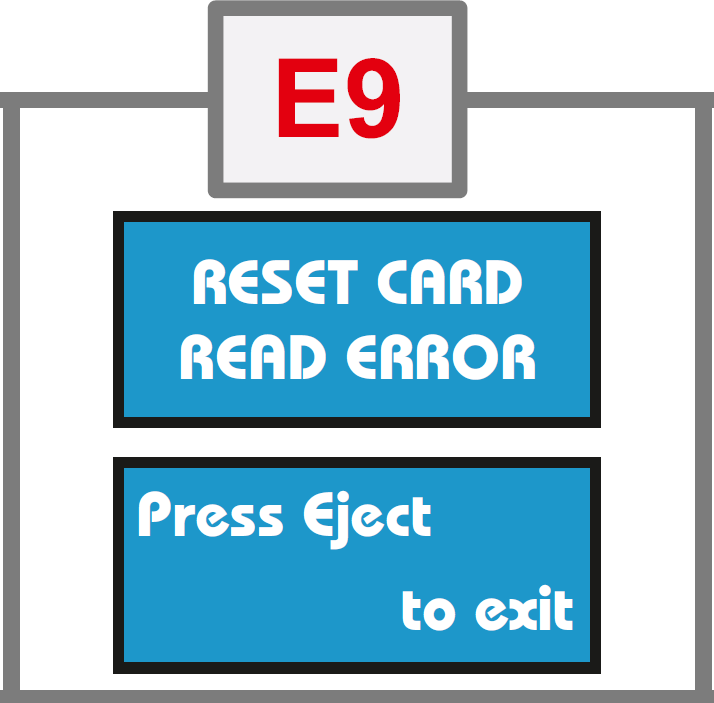 E9
RESET CARD
READ ERROR
Press Eject
to exit